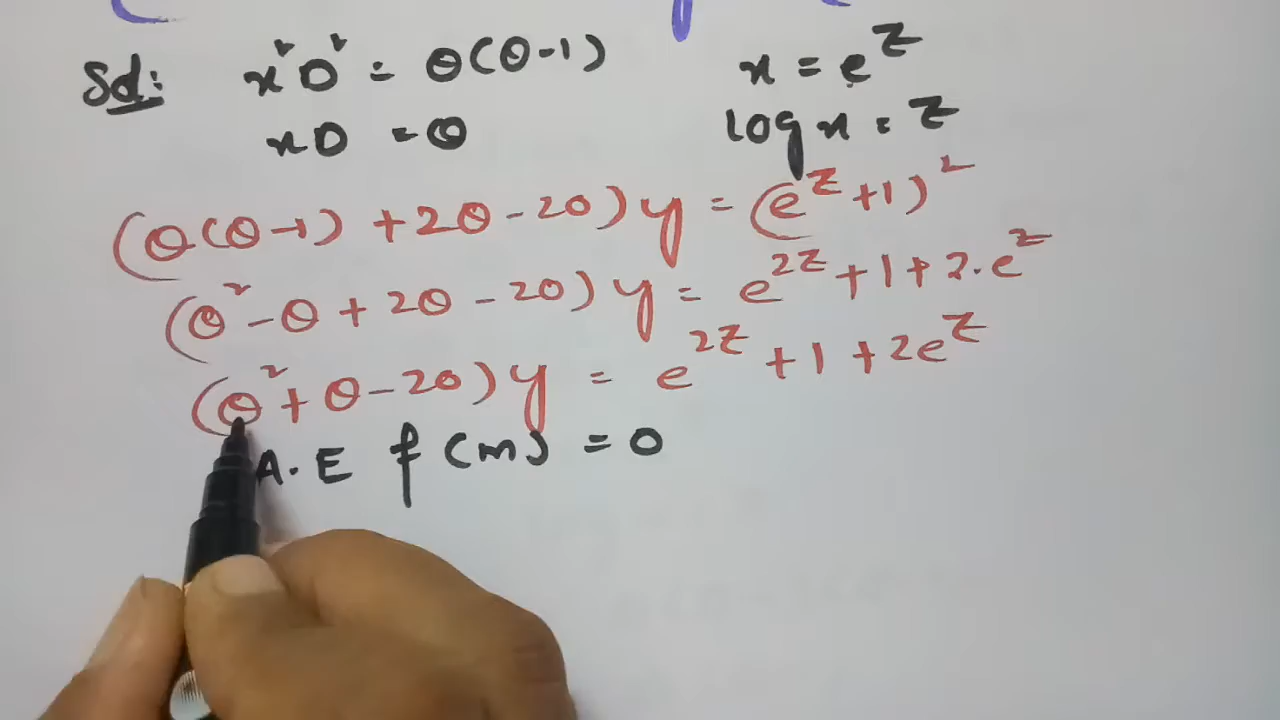 Sol: x²D² = θ(θ-1)
x = e^z
xD = θ
log x = z
(θ(θ-1) + 2θ - 20) y = (e^z + 1)²
(θ² - θ + 2θ - 20) y = e^2z + 1 + 2·e^z
(θ² + θ - 20) y = e^2z + 1 + 2e^z
A.E f(m) = 0